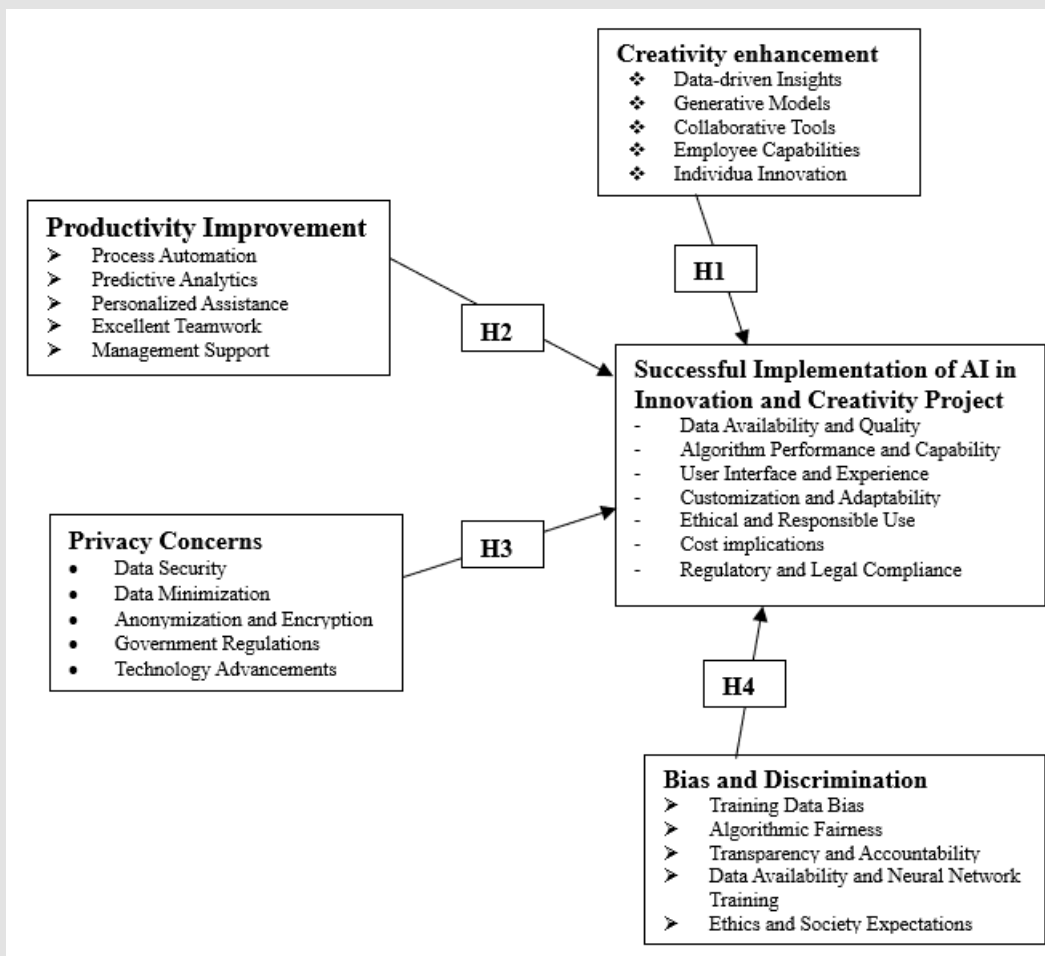 Creativity enhancement
❖ Data-driven Insights
❖ Generative Models
❖ Collaborative Tools
❖ Employee Capabilities
❖ Individua Innovation
Productivity Improvement
➤ Process Automation
➤ Predictive Analytics
➤ Personalized Assistance
➤ Excellent Teamwork
➤ Management Support
H1
H2
Successful Implementation of AI in
Innovation and Creativity Project
- Data Availability and Quality
- Algorithm Performance and Capability
- User Interface and Experience
- Customization and Adaptability
- Ethical and Responsible Use
- Cost implications
- Regulatory and Legal Compliance
Privacy Concerns
● Data Security
● Data Minimization
● Anonymization and Encryption
● Government Regulations
● Technology Advancements
H3
H4
Bias and Discrimination
➤ Training Data Bias
➤ Algorithmic Fairness
➤ Transparency and Accountability
➤ Data Availability and Neural Network
Training
➤ Ethics and Society Expectations